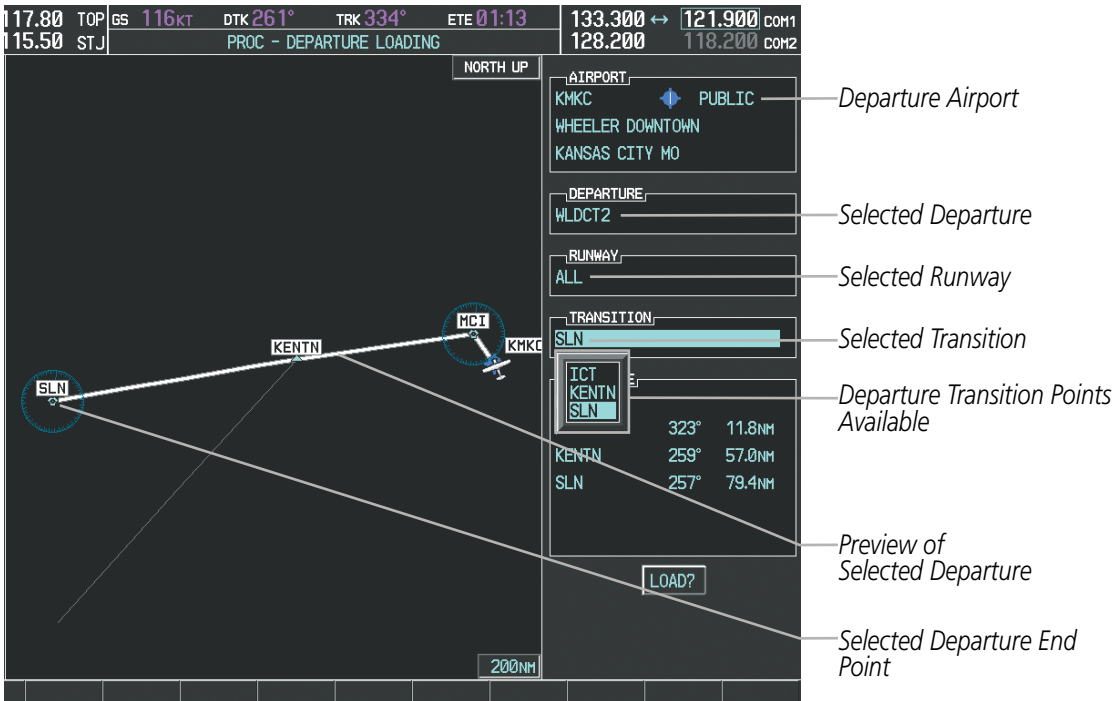 117.80 TOP GS 116KT DTK 261° TRK 334° ETE 01:13 133.300 ↔ 121.900 COM1
115.50 STJ PROC – DEPARTURE LOADING 128.200 118.200 COM2
NORTH UP
AIRPORT
KMKC PUBLIC
WHEELER DOWNTOWN
KANSAS CITY MO
Departure Airport
DEPARTURE
WLDCT2
Selected Departure
RUNWAY
ALL
Selected Runway
TRANSITION
SLN
Selected Transition
ICT
KENTN
SLN
Departure Transition Points
Available
323° 11.8NM
KENTN 259° 57.0NM
SLN 257° 79.4NM
MCI
KMKC
KENTN
SLN
Preview of
Selected Departure
LOAD?
Selected Departure End
Point
200NM